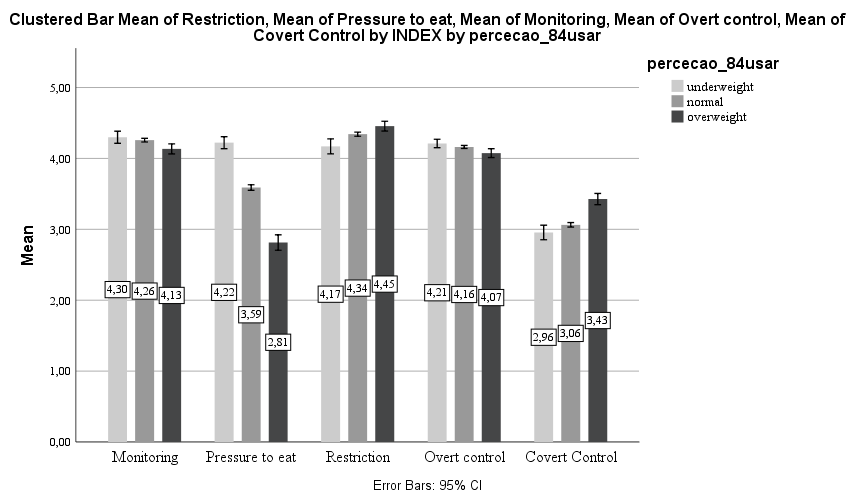 Clustered Bar Mean of Restriction, Mean of Pressure to eat, Mean of Monitoring, Mean of Overt control, Mean of
Covert Control by INDEX by percecao_84usar
percecao_84usar
underweight
normal
overweight
5,00
4,00
3,00
2,00
1,00
0,00
Mean
4,30
4,26
4,13
4,22
3,59
2,81
4,17
4,34
4,45
4,21
4,16
4,07
2,96
3,06
3,43
Monitoring
Pressure to eat
Restriction
Overt control
Covert Control
Error Bars: 95% CI